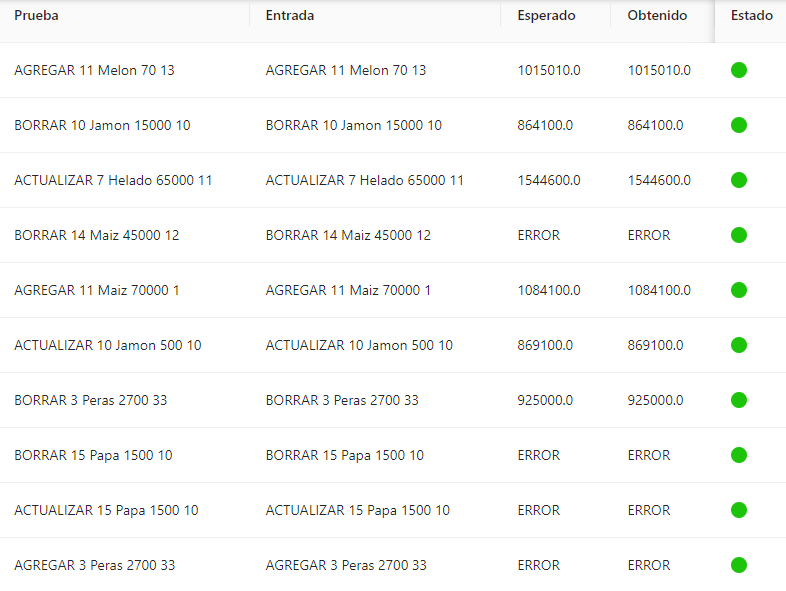 Prueba Entrada Esperado Obtenido Estado
AGREGAR 11 Melon 70 13 AGREGAR 11 Melon 70 13 1015010.0 1015010.0
BORRAR 10 Jamon 15000 10 BORRAR 10 Jamon 15000 10 864100.0 864100.0
ACTUALIZAR 7 Helado 65000 11 ACTUALIZAR 7 Helado 65000 11 1544600.0 1544600.0
BORRAR 14 Maiz 45000 12 BORRAR 14 Maiz 45000 12 ERROR ERROR
AGREGAR 11 Maiz 70000 1 AGREGAR 11 Maiz 70000 1 1084100.0 1084100.0
ACTUALIZAR 10 Jamon 500 10 ACTUALIZAR 10 Jamon 500 10 869100.0 869100.0
BORRAR 3 Peras 2700 33 BORRAR 3 Peras 2700 33 925000.0 925000.0
BORRAR 15 Papa 1500 10 BORRAR 15 Papa 1500 10 ERROR ERROR
ACTUALIZAR 15 Papa 1500 10 ACTUALIZAR 15 Papa 1500 10 ERROR ERROR
AGREGAR 3 Peras 2700 33 AGREGAR 3 Peras 2700 33 ERROR ERROR